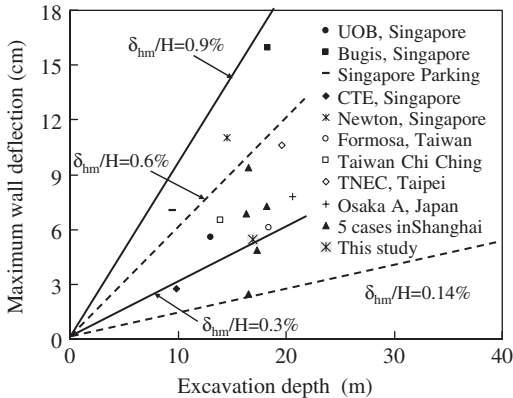 18
15
12
9
6
3
0
0
10
20
30
40
Maximum wall deflection (cm)
Excavation depth (m)
δhm/H=0.9%
δhm/H=0.6%
δhm/H=0.3%
δhm/H=0.14%
UOB, Singapore
Bugis, Singapore
Singapore Parking
CTE, Singapore
Newton, Singapore
Formosa, Taiwan
Taiwan Chi Ching
TNEC, Taipei
Osaka A, Japan
5 cases inShanghai
This study